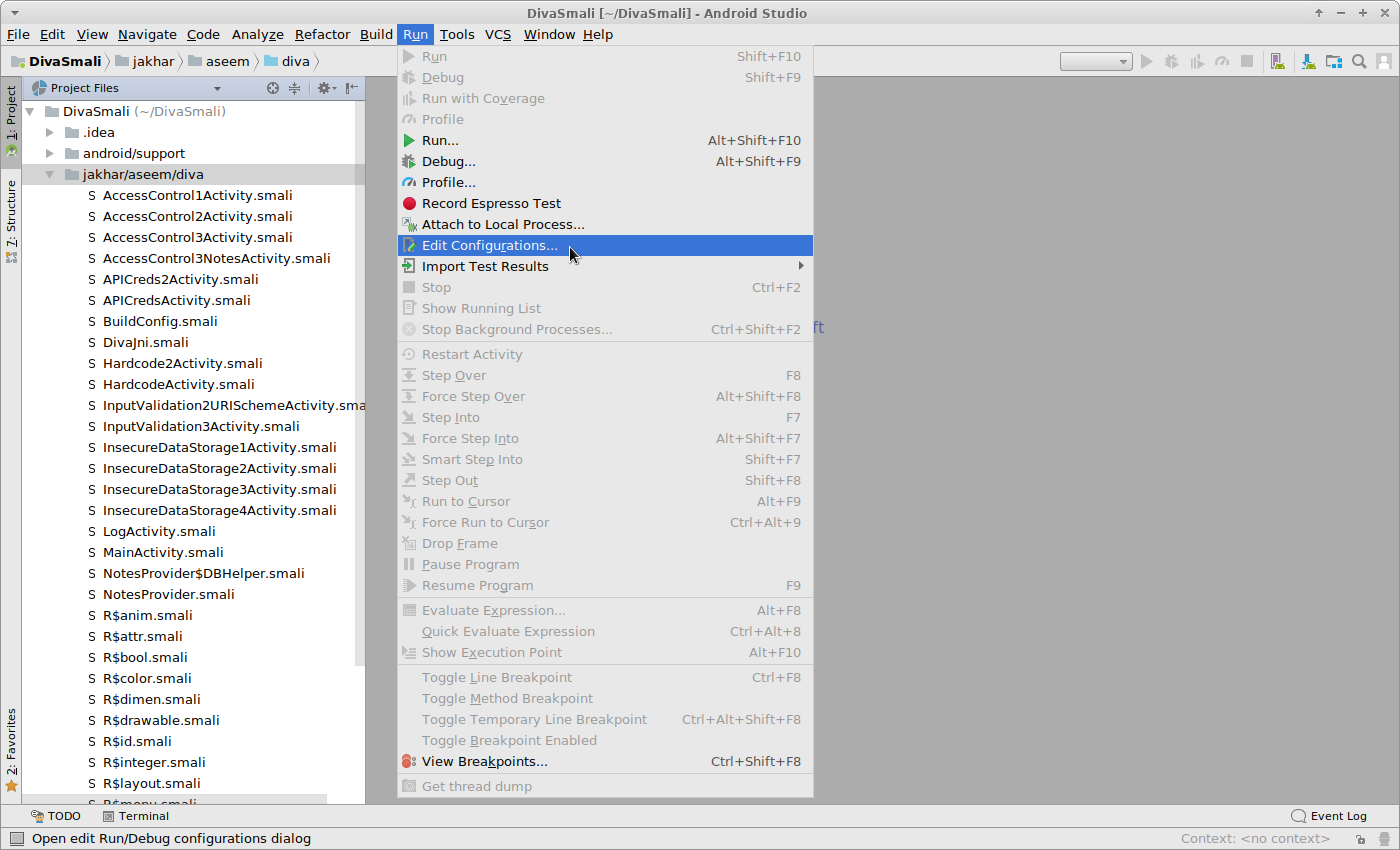 DivaSmali [~/DivaSmali] - Android Studio
File Edit View Navigate Code Analyze Refactor Build Run Tools VCS Window Help
DivaSmali jakhar aseem diva
1: Project
7: Structure
2: Favorites
Project Files
DivaSmali (~/DivaSmali)
.idea
android/support
jakhar/aseem/diva
S AccessControl1Activity.smali
S AccessControl2Activity.smali
S AccessControl3Activity.smali
S AccessControl3NotesActivity.smali
S APICreds2Activity.smali
S APICredsActivity.smali
S BuildConfig.smali
S DivaJni.smali
S Hardcode2Activity.smali
S HardcodeActivity.smali
S InputValidation2URISchemeActivity.sma
S InputValidation3Activity.smali
S InsecureDataStorage1Activity.smali
S InsecureDataStorage2Activity.smali
S InsecureDataStorage3Activity.smali
S InsecureDataStorage4Activity.smali
S LogActivity.smali
S MainActivity.smali
S NotesProvider$DBHelper.smali
S NotesProvider.smali
S R$anim.smali
S R$attr.smali
S R$bool.smali
S R$color.smali
S R$dimen.smali
S R$drawable.smali
S R$id.smali
S R$integer.smali
S R$layout.smali
S R$menu.smali
Run Shift+F10
Debug Shift+F9
Run with Coverage
Profile
Run... Alt+Shift+F10
Debug... Alt+Shift+F9
Profile...
Record Espresso Test
Attach to Local Process...
Edit Configurations...
Import Test Results
Stop Ctrl+F2
Show Running List
Stop Background Processes... Ctrl+Shift+F2
Restart Activity
Step Over F8
Force Step Over Alt+Shift+F8
Step Into F7
Force Step Into Alt+Shift+F7
Smart Step Into Shift+F7
Step Out Shift+F8
Run to Cursor Alt+F9
Force Run to Cursor Ctrl+Alt+9
Drop Frame
Pause Program
Resume Program F9
Evaluate Expression... Alt+F8
Quick Evaluate Expression Ctrl+Alt+8
Show Execution Point Alt+F10
Toggle Line Breakpoint Ctrl+F8
Toggle Method Breakpoint
Toggle Temporary Line Breakpoint Ctrl+Alt+Shift+F8
Toggle Breakpoint Enabled
View Breakpoints... Ctrl+Shift+F8
Get thread dump
ft
TODO Terminal Event Log
Open edit Run/Debug configurations dialog Context: <no context>